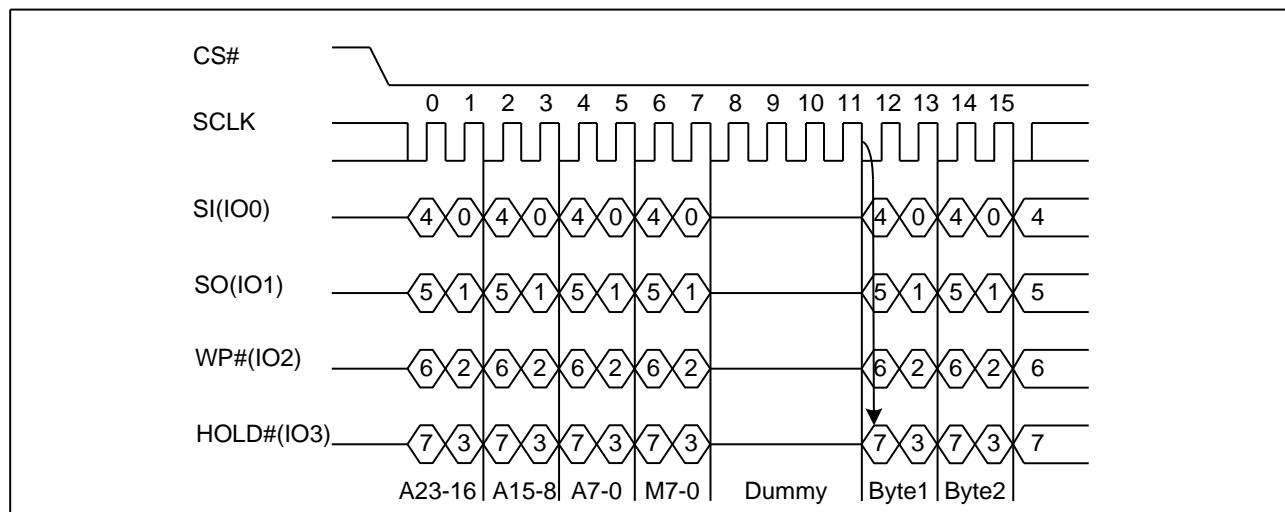 CS#
0 1 2 3 4 5 6 7 8 9 10 11 12 13 14 15
SCLK
SI(IO0) 4 0 4 0 4 0 4 0 4 0 4 0 4
SO(IO1) 5 1 5 1 5 1 5 1 5 1 5 1 5
WP#(IO2) 6 2 6 2 6 2 6 2 6 2 6 2 6
HOLD#(IO3) 7 3 7 3 7 3 7 3 7 3 7 3 7
A23-16 A15-8 A7-0 M7-0 Dummy Byte1 Byte2